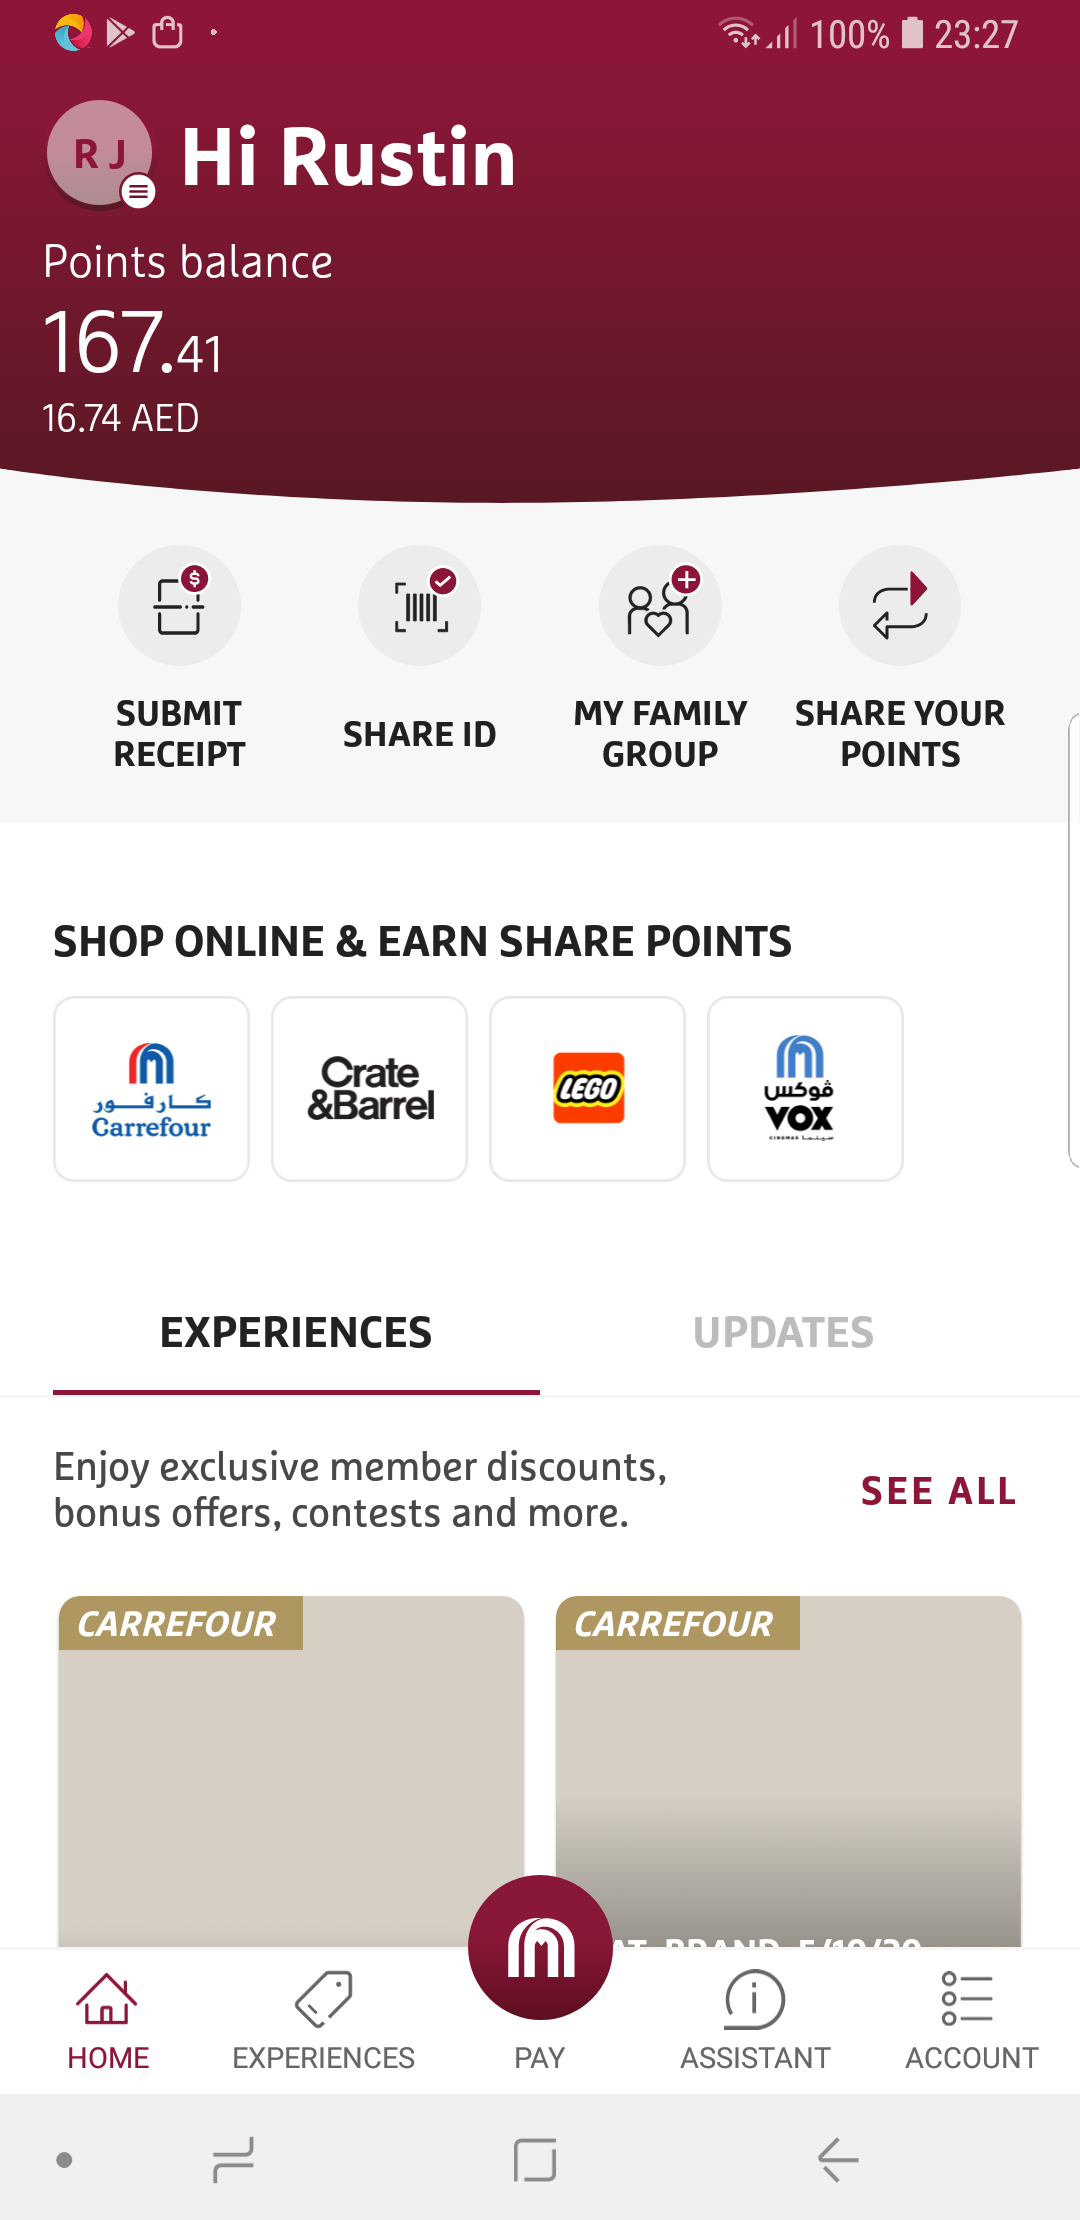 100% 23:27
R J
Hi Rustin
Points balance
167.41
16.74 AED
SUBMIT
RECEIPT
SHARE ID
MY FAMILY
GROUP
SHARE YOUR
POINTS
SHOP ONLINE & EARN SHARE POINTS
كارفور
Carrefour
Crate
&Barrel
LEGO
ڤوكس
VOX
CINEMAS سينما
EXPERIENCES
UPDATES
Enjoy exclusive member discounts,
bonus offers, contests and more.
SEE ALL
CARREFOUR
CARREFOUR
HOME
EXPERIENCES
PAY
ASSISTANT
ACCOUNT